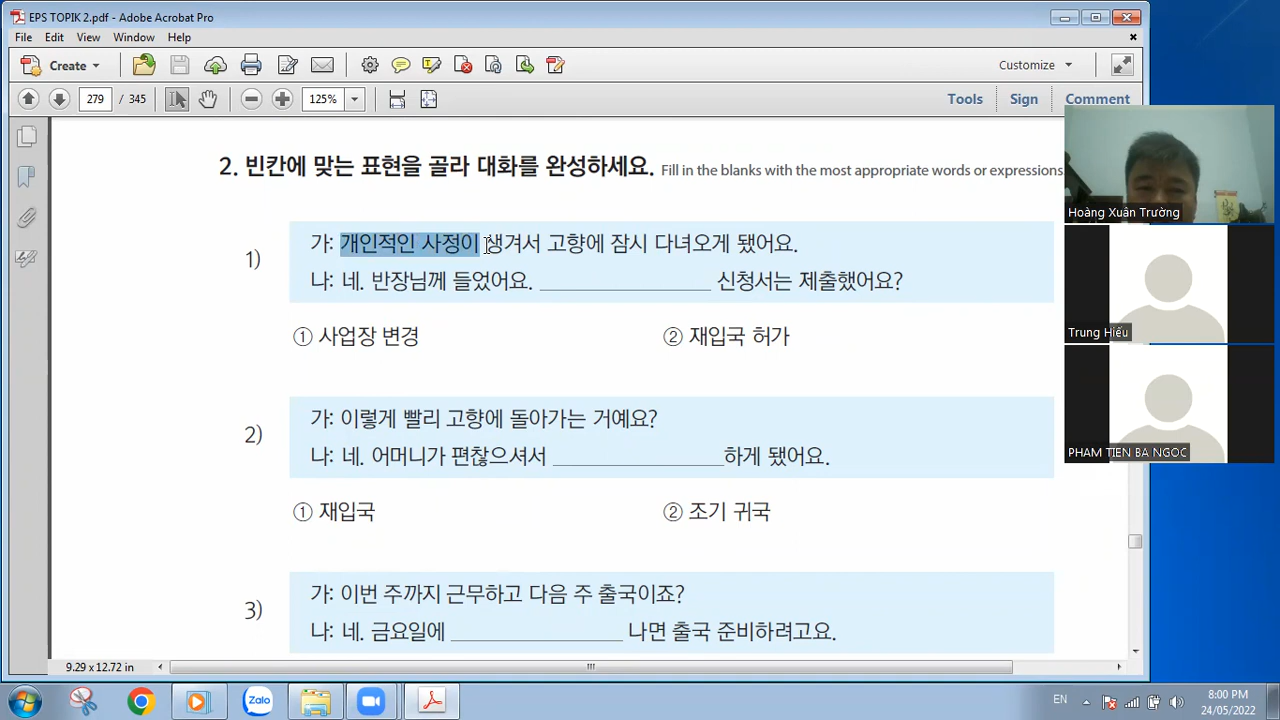 EPS TOPIK 2.pdf - Adobe Acrobat Pro
File Edit View Window Help
Create
Customize
279 / 345
125%
Tools Sign Comment
2. 빈칸에 맞는 표현을 골라 대화를 완성하세요. Fill in the blanks with the most appropriate words or expressions.
1)
가: 개인적인 사정이 생겨서 고향에 잠시 다녀오게 됐어요.
나: 네. 반장님께 들었어요. ________________ 신청서는 제출했어요?
① 사업장 변경 ② 재입국 허가
2)
가: 이렇게 빨리 고향에 돌아가는 거예요?
나: 네. 어머니가 편찮으셔서 ________________하게 됐어요.
① 재입국 ② 조기 귀국
3)
가: 이번 주까지 근무하고 다음 주 출국이죠?
나: 네. 금요일에 ________________ 나면 출국 준비하려고요.
9.29 x 12.72 in
Hoàng Xuân Trường
Trung Hiếu
PHAM TIEN BA NGOC
Zalo
EN
8:00 PM
24/05/2022